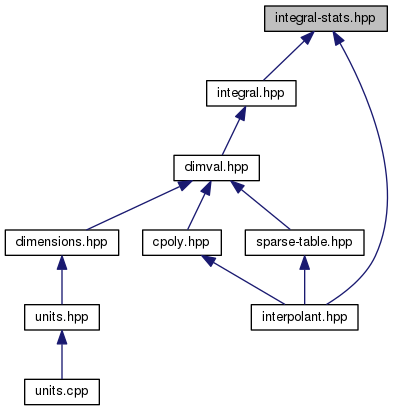 integral-stats.hpp
integral.hpp
dimval.hpp
dimensions.hpp
cpoly.hpp
sparse-table.hpp
units.hpp
interpolant.hpp
units.cpp